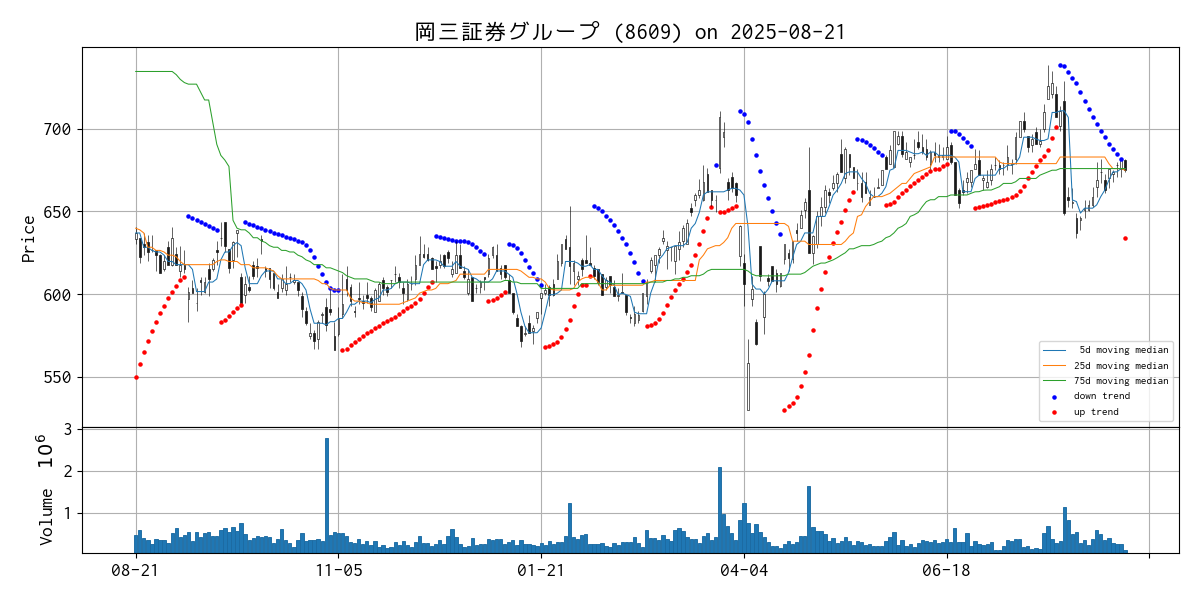 岡三証券グループ (8609) on 2025-08-21
Price
700
650
600
550
5d moving median
25d moving median
75d moving median
down trend
up trend
Volume 10^6
3
2
1
08-21
11-05
01-21
04-04
06-18